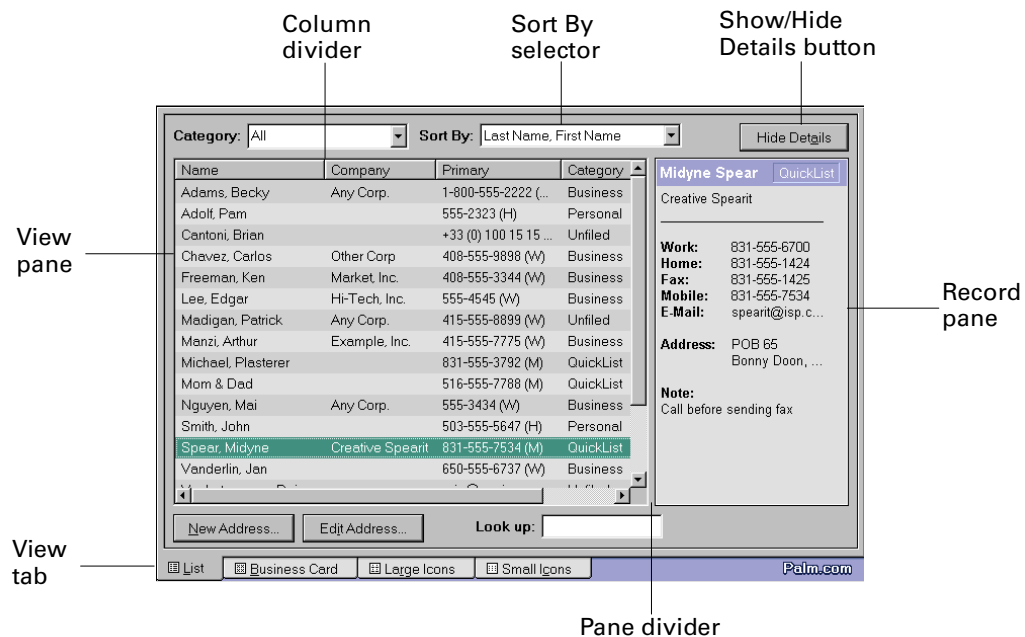 Column divider
Sort By selector
Show/Hide Details button
Category: All Sort By: Last Name, First Name Hide Details
Name Company Primary Category
Adams, Becky Any Corp. 1-800-555-2222 (... Business
Adolf, Pam 555-2323 (H) Personal
Cantoni, Brian +33 (0) 100 15 15 ... Unfiled
Chavez, Carlos Other Corp 408-555-9898 (W) Business
Freeman, Ken Market, Inc. 408-555-3344 (W) Business
Lee, Edgar Hi-Tech, Inc. 555-4545 (W) Business
Madigan, Patrick Any Corp. 415-555-8899 (W) Unfiled
Manzi, Arthur Example, Inc. 415-555-7775 (W) Business
Michael, Plasterer 831-555-3792 (M) QuickList
Mom & Dad 516-555-7788 (M) QuickList
Nguyen, Mai Any Corp. 555-3434 (W) Business
Smith, John 503-555-5647 (H) Personal
Spear, Midyne Creative Spearit 831-555-7534 (M) QuickList
Vanderlin, Jan 650-555-6737 (W) Business
Midyne Spear QuickList
Creative Spearit
Work: 831-555-6700
Home: 831-555-1424
Fax: 831-555-1425
Mobile: 831-555-7534
E-Mail: spearit@isp.c...
Address: POB 65
Bonny Doon, ...
Note:
Call before sending fax
New Address... Edit Address... Look up:
List Business Card Large Icons Small Icons Palm.com
View pane
Record pane
View tab
Pane divider